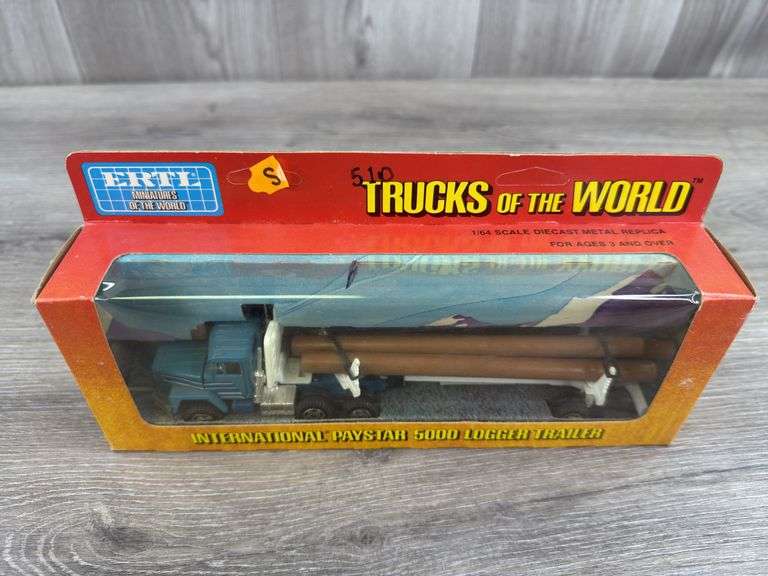 ERTL
MINIATURES
OF THE WORLD
S
510
TRUCKS OF THE WORLD™
1/64 SCALE DIECAST METAL REPLICA
FOR AGES 3 AND OVER
INTERNATIONAL® PAYSTAR 5000 LOGGER TRAILER